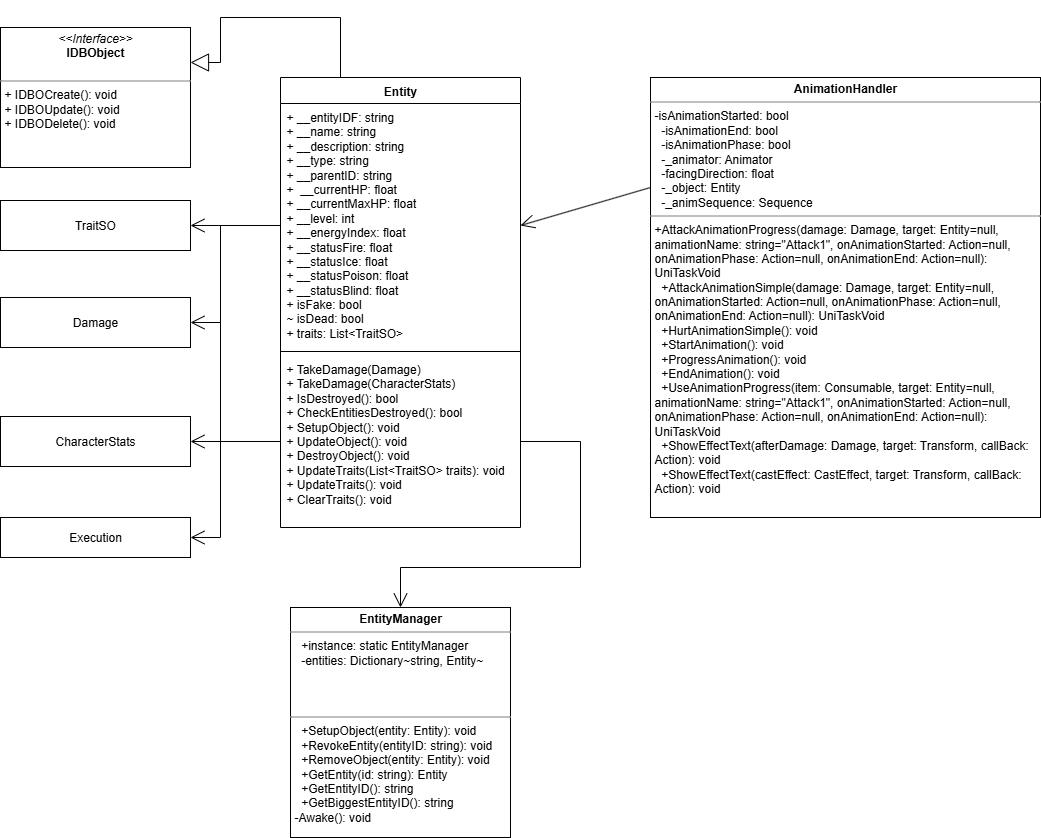 <<Interface>>
IDBObject
+ IDBOCreate(): void
+ IDBOUpdate(): void
+ IDBODelete(): void
TraitSO
Damage
CharacterStats
Execution
Entity
+ __entityIDF: string
+ __name: string
+ __description: string
+ __type: string
+ __parentID: string
+ __currentHP: float
+ __currentMaxHP: float
+ __level: int
+ __energyIndex: float
+ __statusFire: float
+ __statusIce: float
+ __statusPoison: float
+ __statusBlind: float
+ isFake: bool
~ isDead: bool
+ traits: List<TraitSO>
+ TakeDamage(Damage)
+ TakeDamage(CharacterStats)
+ IsDestroyed(): bool
+ CheckEntitiesDestroyed(): bool
+ SetupObject(): void
+ UpdateObject(): void
+ DestroyObject(): void
+ UpdateTraits(List<TraitSO> traits): void
+ UpdateTraits(): void
+ ClearTraits(): void
AnimationHandler
-isAnimationStarted: bool
-isAnimationEnd: bool
-isAnimationPhase: bool
-_animator: Animator
-facingDirection: float
-_object: Entity
-_animSequence: Sequence
+AttackAnimationProgress(damage: Damage, target: Entity=null,
animationName: string="Attack1", onAnimationStarted: Action=null,
onAnimationPhase: Action=null, onAnimationEnd: Action=null):
UniTaskVoid
+AttackAnimationSimple(damage: Damage, target: Entity=null,
onAnimationStarted: Action=null, onAnimationPhase: Action=null,
onAnimationEnd: Action=null): UniTaskVoid
+HurtAnimationSimple(): void
+StartAnimation(): void
+ProgressAnimation(): void
+EndAnimation(): void
+UseAnimationProgress(item: Consumable, target: Entity=null,
animationName: string="Attack1", onAnimationStarted: Action=null,
onAnimationPhase: Action=null, onAnimationEnd: Action=null):
UniTaskVoid
+ShowEffectText(afterDamage: Damage, target: Transform, callBack:
Action): void
+ShowEffectText(castEffect: CastEffect, target: Transform, callBack:
Action): void
EntityManager
+instance: static EntityManager
-entities: Dictionary~string, Entity~
+SetupObject(entity: Entity): void
+RevokeEntity(entityID: string): void
+RemoveObject(entity: Entity): void
+GetEntity(id: string): Entity
+GetEntityID(): string
+GetBiggestEntityID(): string
-Awake(): void